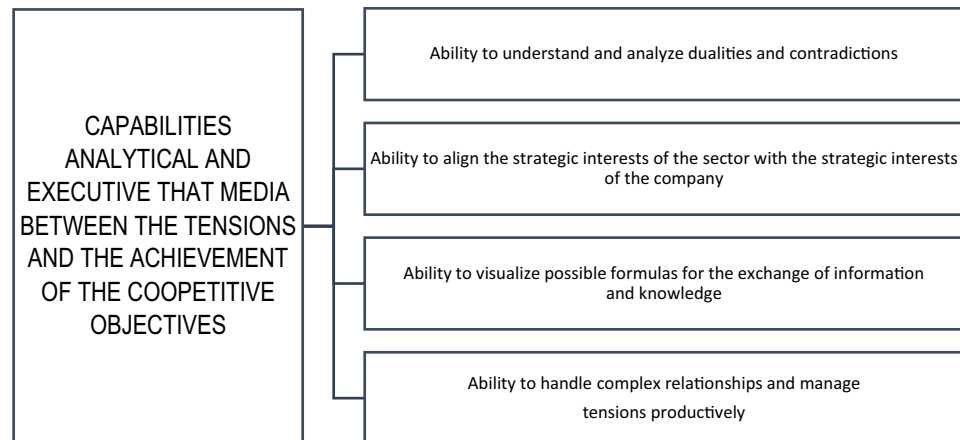 CAPABILITIES
ANALYTICAL AND
EXECUTIVE THAT MEDIA
BETWEEN THE TENSIONS
AND THE ACHIEVEMENT
OF THE COOPETITIVE
OBJECTIVES
Ability to understand and analyze dualities and contradictions
Ability to align the strategic interests of the sector with the strategic interests
of the company
Ability to visualize possible formulas for the exchange of information
and knowledge
Ability to handle complex relationships and manage
tensions productively